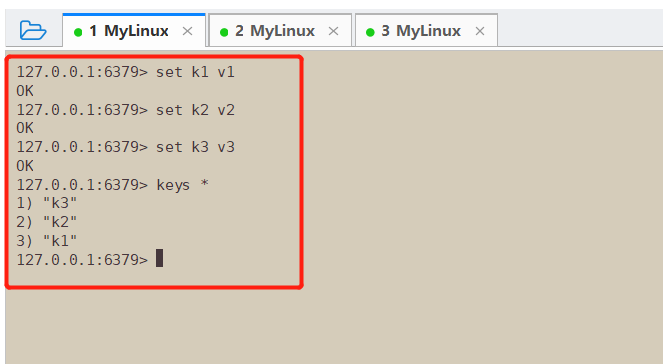 1 MyLinux × 2 MyLinux × 3 MyLinux ×
127.0.0.1:6379> set k1 v1
OK
127.0.0.1:6379> set k2 v2
OK
127.0.0.1:6379> set k3 v3
OK
127.0.0.1:6379> keys *
1) "k3"
2) "k2"
3) "k1"
127.0.0.1:6379>